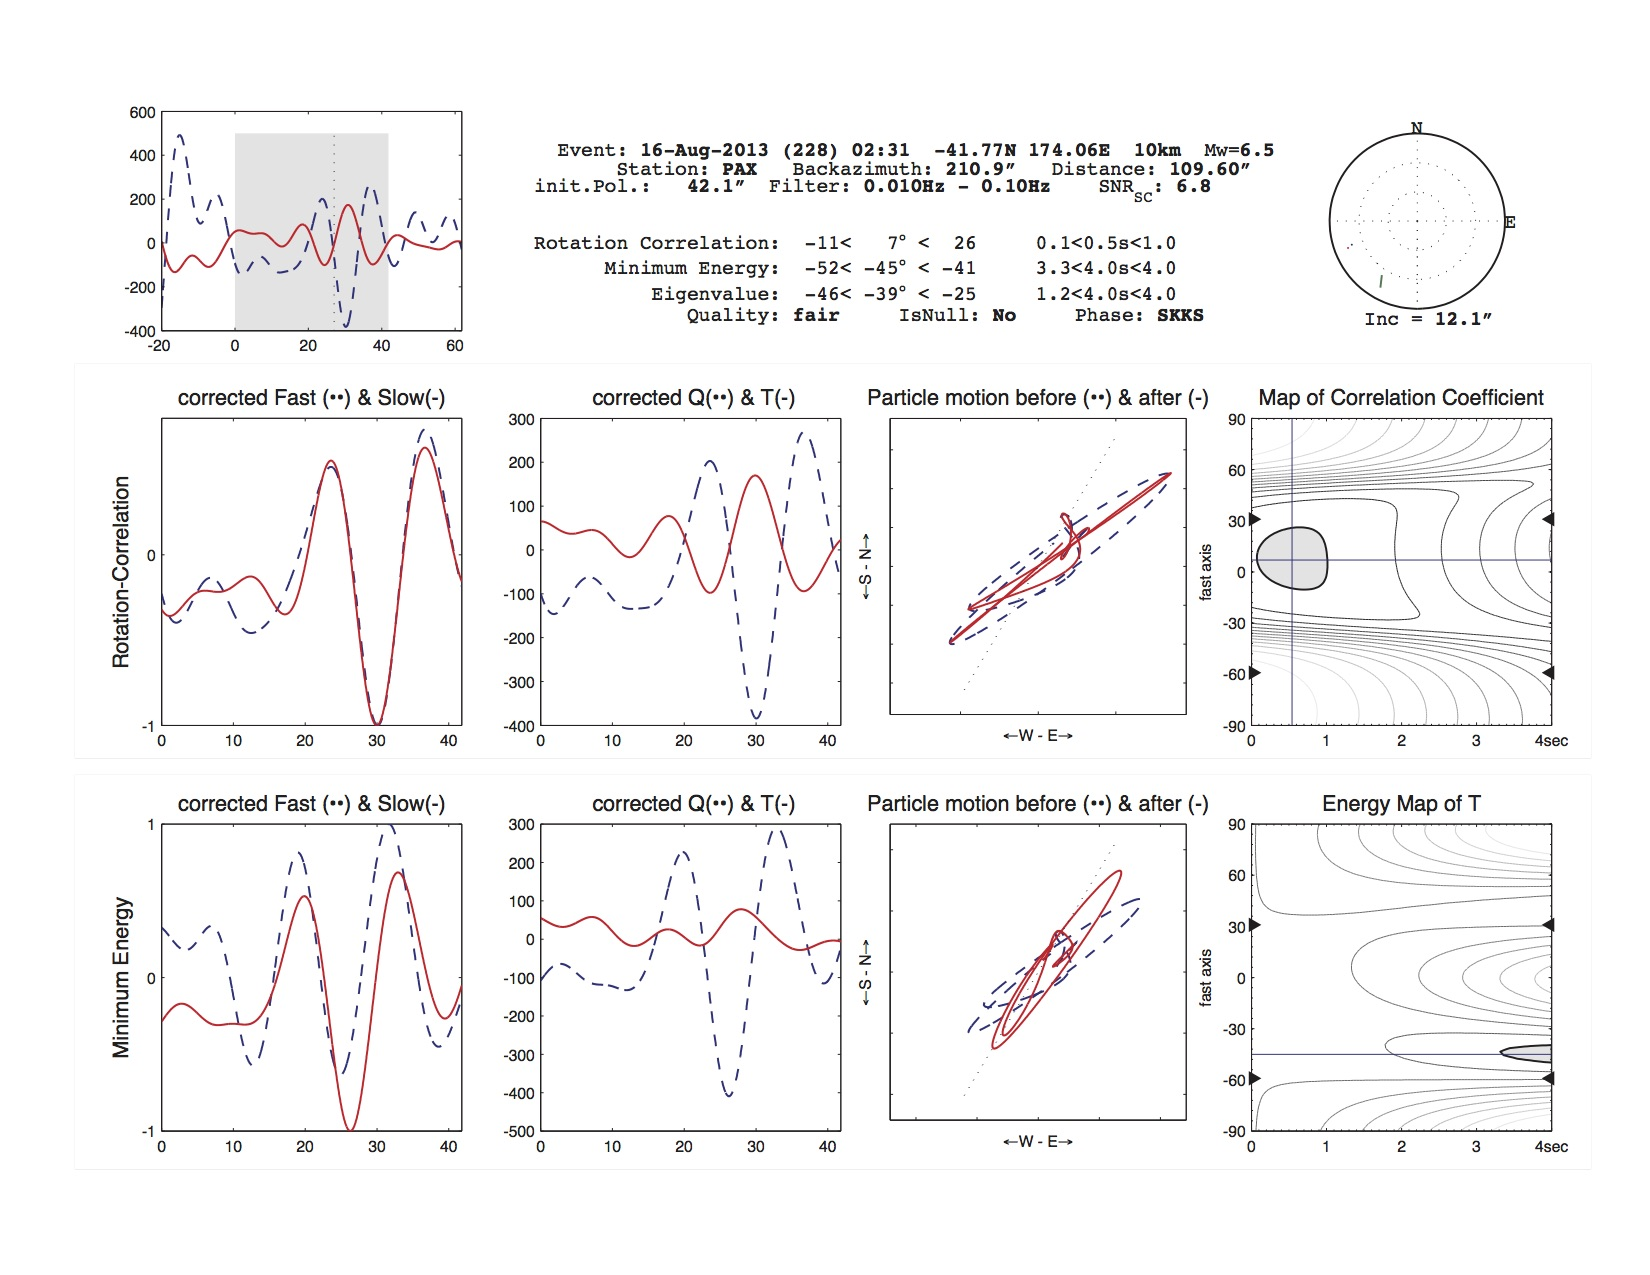 600
400
200
0
-200
-400
-20 0 20 40 60
Event: 16-Aug-2013 (228) 02:31 -41.77N 174.06E 10km Mw=6.5
Station: PAX Backazimuth: 210.9″ Distance: 109.60″
init.Pol.: 42.1″ Filter: 0.010Hz - 0.10Hz SNRSC: 6.8
Rotation Correlation: -11< 7° < 26 0.1<0.5s<1.0
Minimum Energy: -52< -45° < -41 3.3<4.0s<4.0
Eigenvalue: -46< -39° < -25 1.2<4.0s<4.0
Quality: fair IsNull: No Phase: SKKS
N
E
Inc = 12.1″
Rotation-Correlation
corrected Fast (••) & Slow(-)
0
-1
0 10 20 30 40
corrected Q(••) & T(-)
300
200
100
0
-100
-200
-300
-400
0 10 20 30 40
Particle motion before (••) & after (-)
←S - N→
←W - E→
Map of Correlation Coefficient
fast axis
90
60
30
0
-30
-60
-90
0 1 2 3 4sec
Minimum Energy
corrected Fast (••) & Slow(-)
1
0
-1
0 10 20 30 40
corrected Q(••) & T(-)
300
200
100
0
-100
-200
-300
-400
-500
0 10 20 30 40
Particle motion before (••) & after (-)
←S - N→
←W - E→
Energy Map of T
fast axis
90
60
30
0
-30
-60
-90
0 1 2 3 4sec